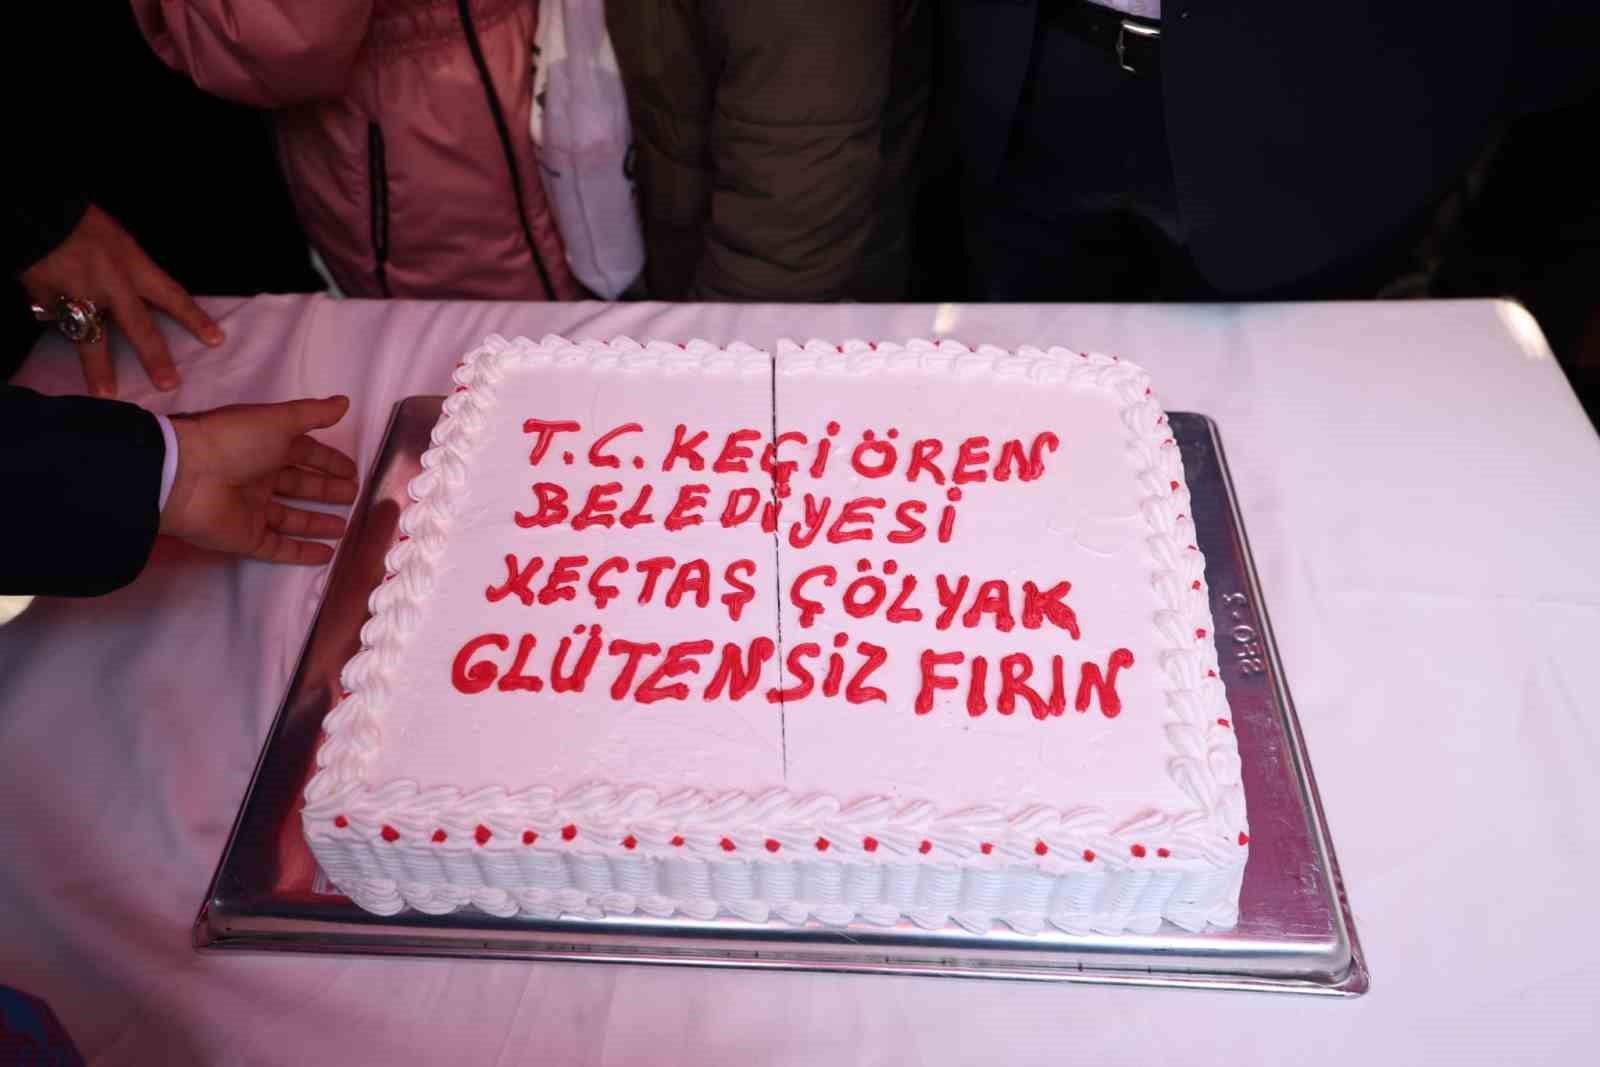 T.C. KEÇİÖREN
BELEDİYESİ
KEÇTAŞ ÇÖLYAK
GLÜTENSİZ FIRIN